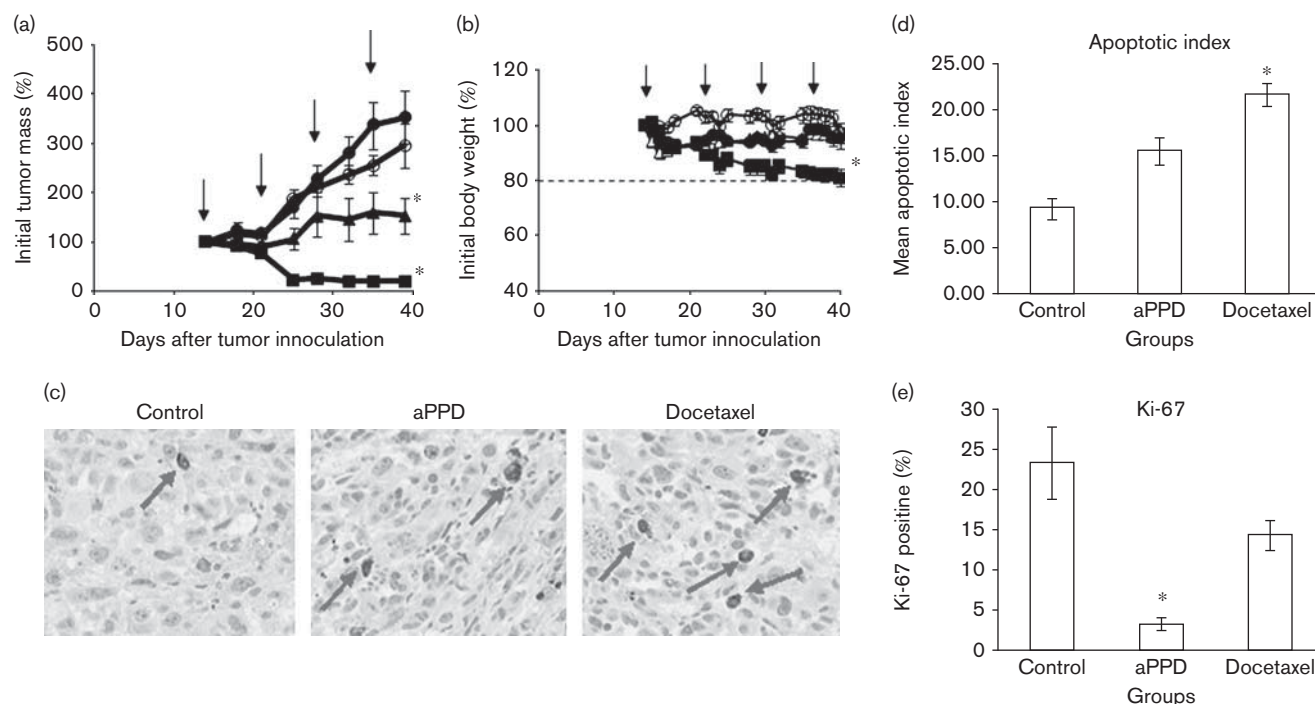 (a)
500
400
300
200
100
0
Initial tumor mass (%)
*
*
0 10 20 30 40
Days after tumor innoculation
(b)
120
100
80
60
40
Initial body weight (%)
*
0 10 20 30 40
Days after tumor innoculation
(c)
Control
aPPD
Docetaxel
(d)
Apoptotic index
25.00
20.00
15.00
10.00
5.00
0.00
Mean apoptotic index
*
Control aPPD Docetaxel
Groups
(e)
Ki-67
30
25
20
15
10
5
0
Ki-67 positine (%)
*
Control aPPD Docetaxel
Groups